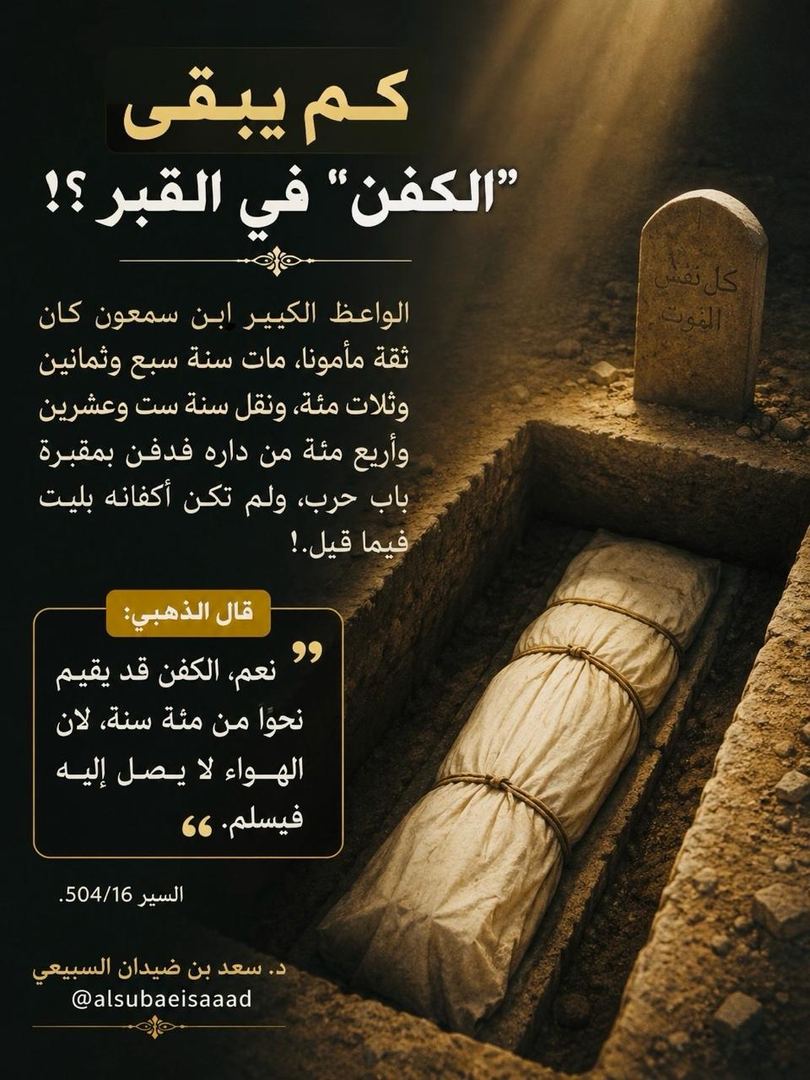 كم يبقى
"الكفن" في القبر ؟!
كل نفس
الموت
الواعظ الكبير ابن سمعون كان
ثقة مأمونا، مات سنة سبع وثمانين
وثلاث مئة، ونقل سنة ست وعشرين
وأربع مئة من داره فدفن بمقبرة
باب حرب، ولم تكن أكفانه بليت
فيما قيل.!
قال الذهبي:
”نعم، الكفن قد يقيم
نحوًا من مئة سنة، لان
الهواء لا يصل إليه
فيسلم.“
السير 504/16.
د. سعد بن ضيدان السبيعي
@alsubaeisaaad